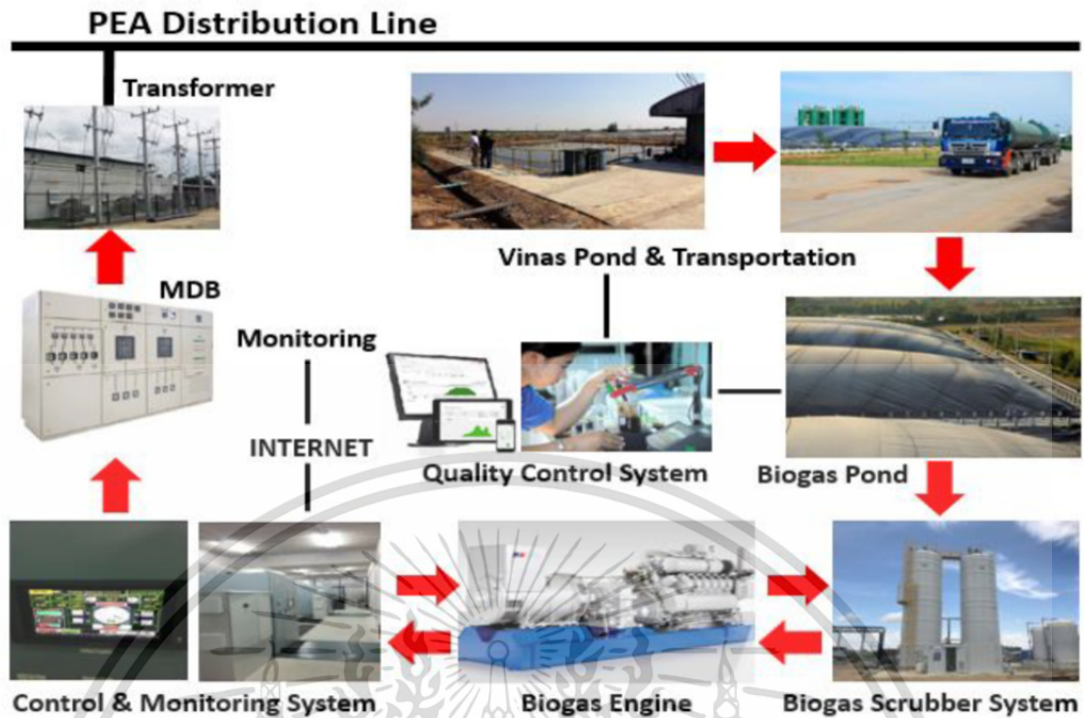 PEA Distribution Line
Transformer
Vinas Pond & Transportation
MDB
Monitoring
INTERNET
Quality Control System
Biogas Pond
Control & Monitoring System
Biogas Engine
Biogas Scrubber System